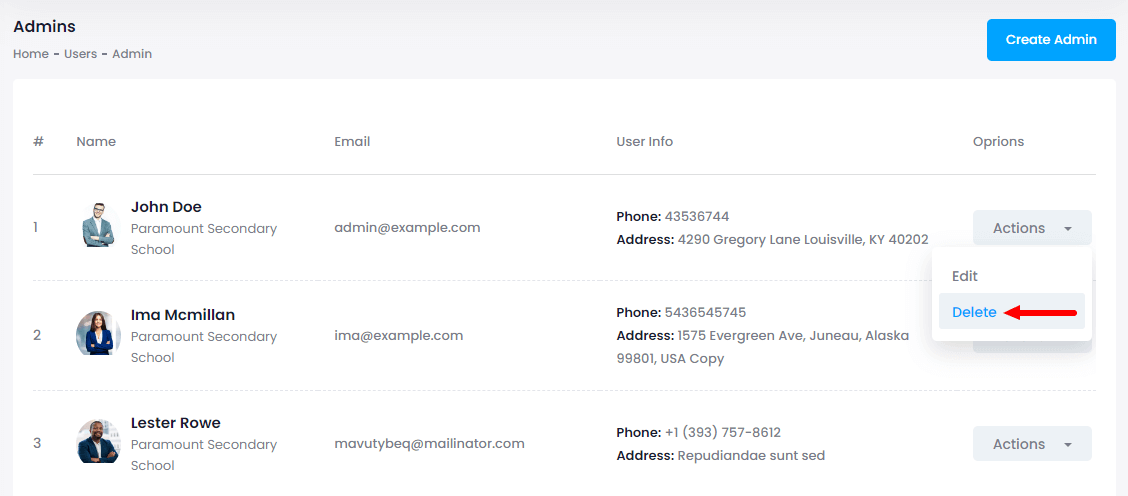 Admins
Create Admin
Home - Users - Admin
# Name Email User Info Oprions
1
John Doe
Paramount Secondary
School
admin@example.com
Phone: 43536744
Address: 4290 Gregory Lane Louisville, KY 40202
Actions
Edit
Delete
2
Ima Mcmillan
Paramount Secondary
School
ima@example.com
Phone: 5436545745
Address: 1575 Evergreen Ave, Juneau, Alaska
99801, USA Copy
3
Lester Rowe
Paramount Secondary
School
mavutybeq@mailinator.com
Phone: +1 (393) 757-8612
Address: Repudiandae sunt sed
Actions